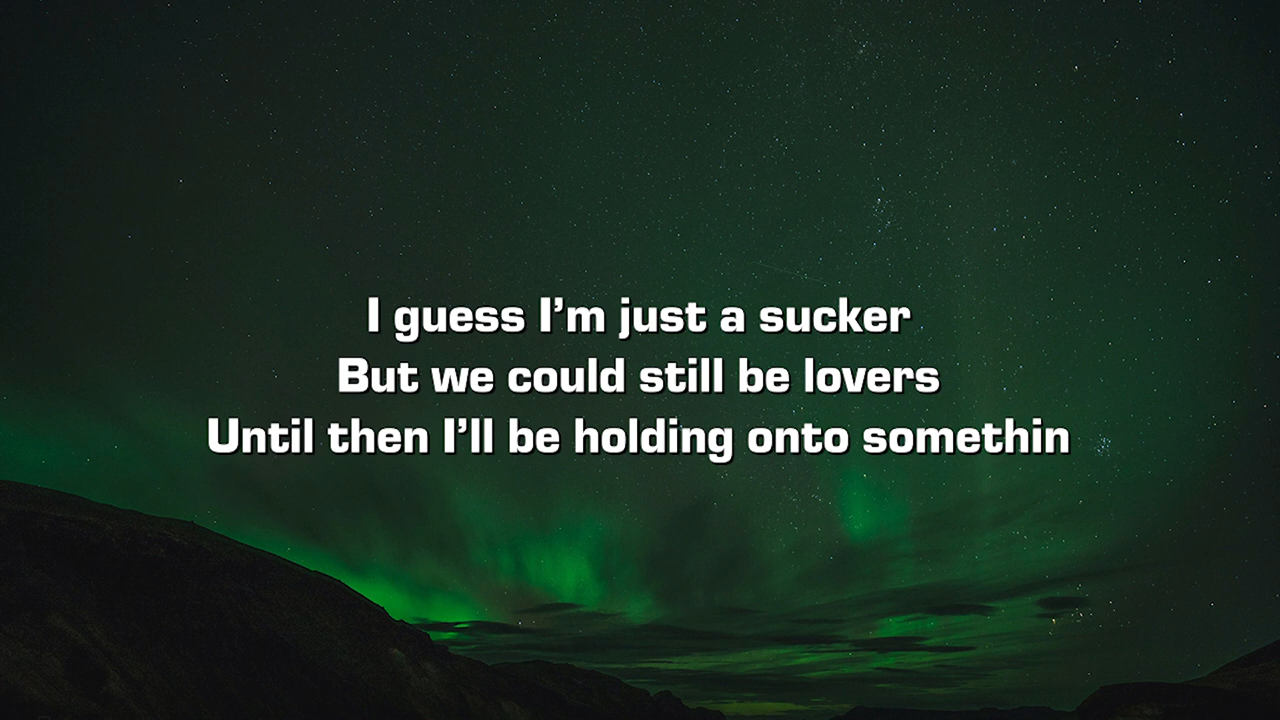 I guess I’m just a sucker
But we could still be lovers
Until then I’ll be holding onto somethin